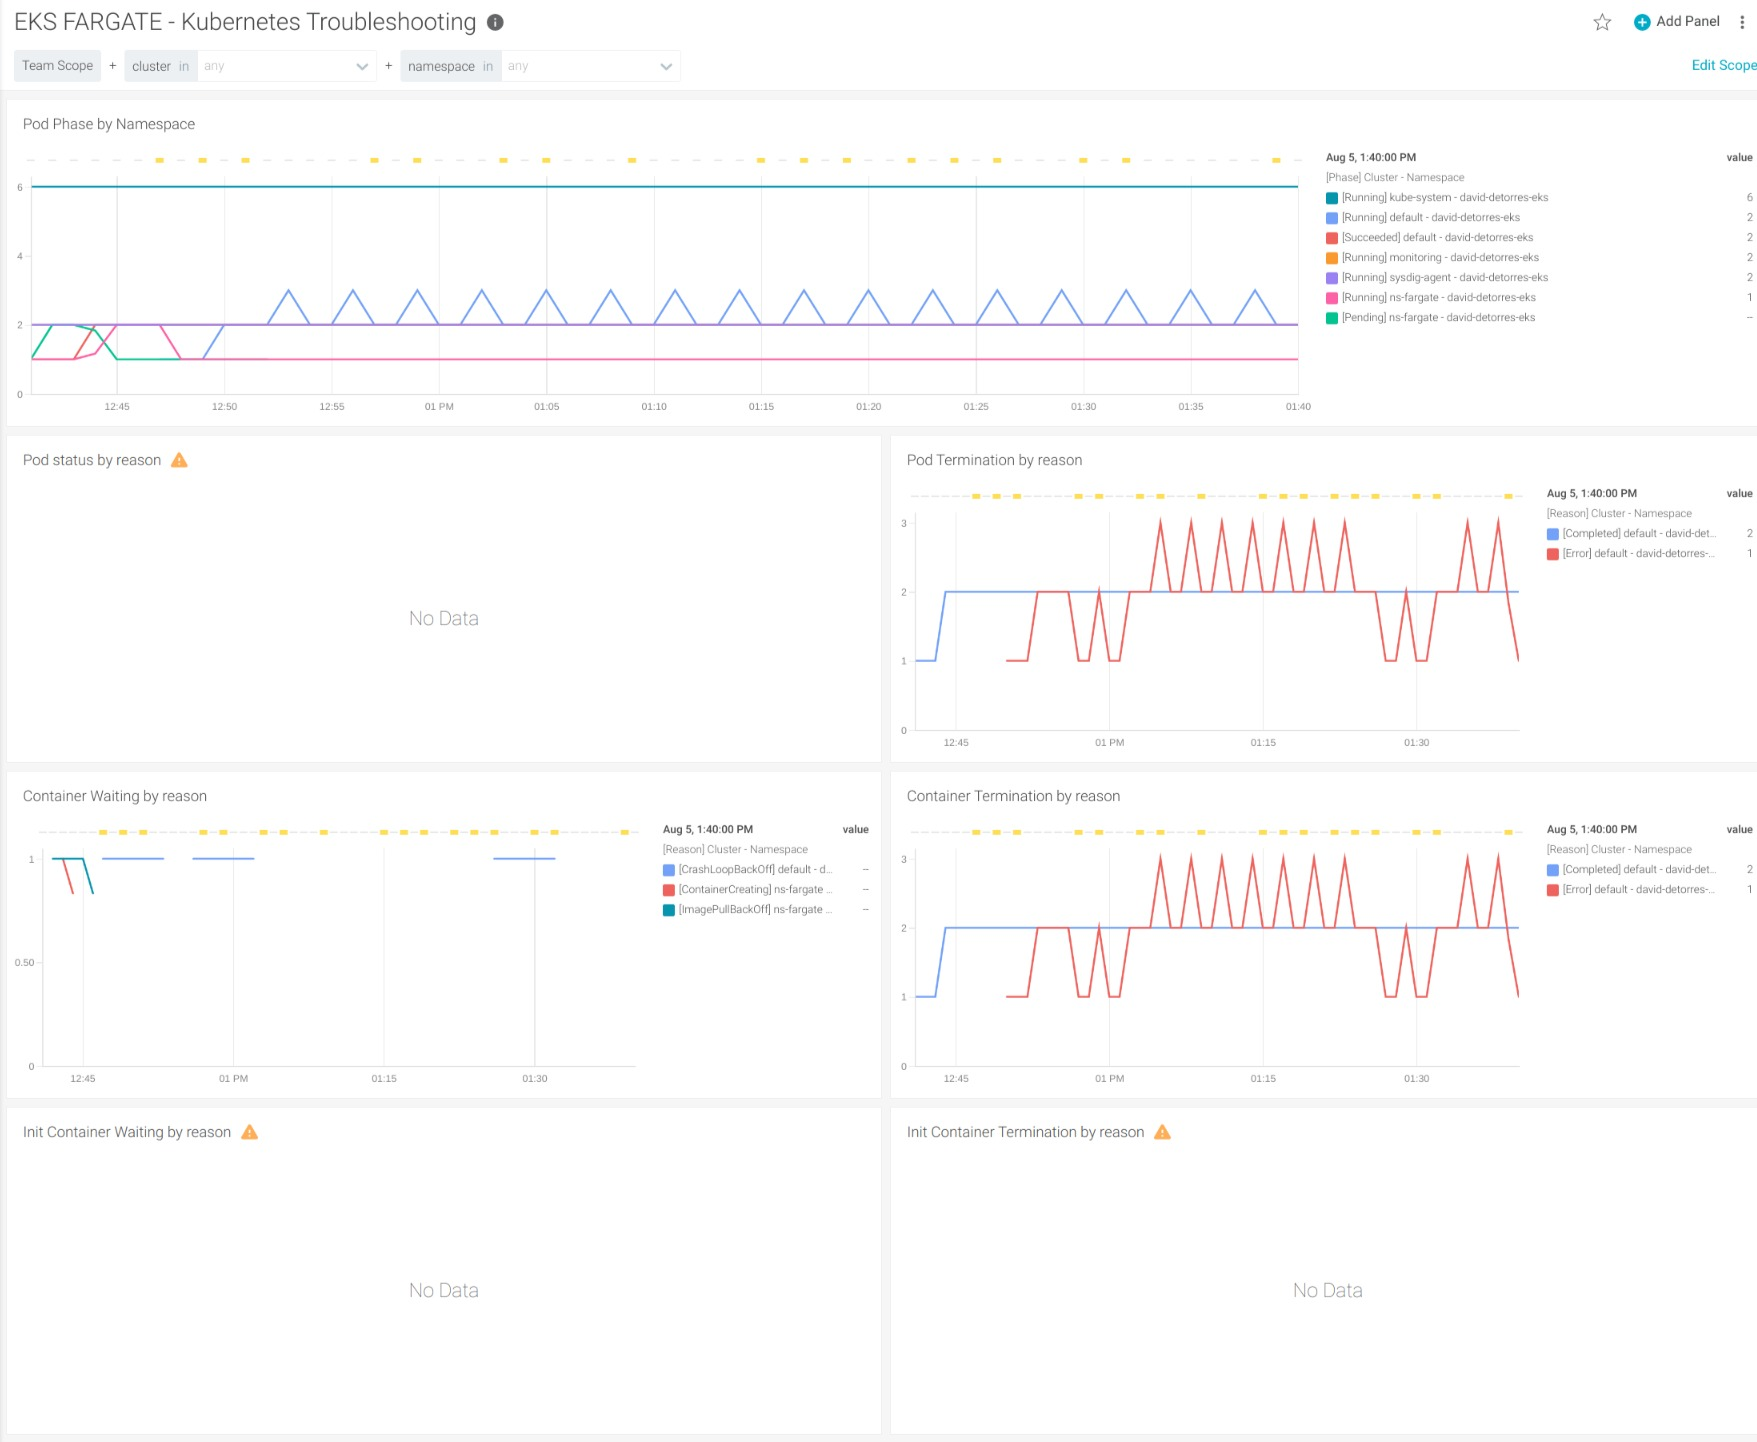 EKS FARGATE - Kubernetes Troubleshooting
Add Panel
Team Scope + cluster in any + namespace in any
Edit Scope
Pod Phase by Namespace
6
4
2
0
12:45 12:50 12:55 01 PM 01:05 01:10 01:15 01:20 01:25 01:30 01:35 01:40
Aug 5, 1:40:00 PM value
[Phase] Cluster - Namespace
[Running] kube-system - david-detorres-eks 6
[Running] default - david-detorres-eks 2
[Succeeded] default - david-detorres-eks 2
[Running] monitoring - david-detorres-eks 2
[Running] sysdig-agent - david-detorres-eks 2
[Running] ns-fargate - david-detorres-eks 1
[Pending] ns-fargate - david-detorres-eks --
Pod status by reason
No Data
Pod Termination by reason
3
2
1
0
12:45 01 PM 01:15 01:30
Aug 5, 1:40:00 PM value
[Reason] Cluster - Namespace
[Completed] default - david-det... 2
[Error] default - david-detorres-... 1
Container Waiting by reason
1
0.50
0
12:45 01 PM 01:15 01:30
Aug 5, 1:40:00 PM value
[Reason] Cluster - Namespace
[CrashLoopBackOff] default - d... --
[ContainerCreating] ns-fargate ... --
[ImagePullBackOff] ns-fargate ... --
Container Termination by reason
3
2
1
0
12:45 01 PM 01:15 01:30
Aug 5, 1:40:00 PM value
[Reason] Cluster - Namespace
[Completed] default - david-det... 2
[Error] default - david-detorres-... 1
Init Container Waiting by reason
No Data
Init Container Termination by reason
No Data